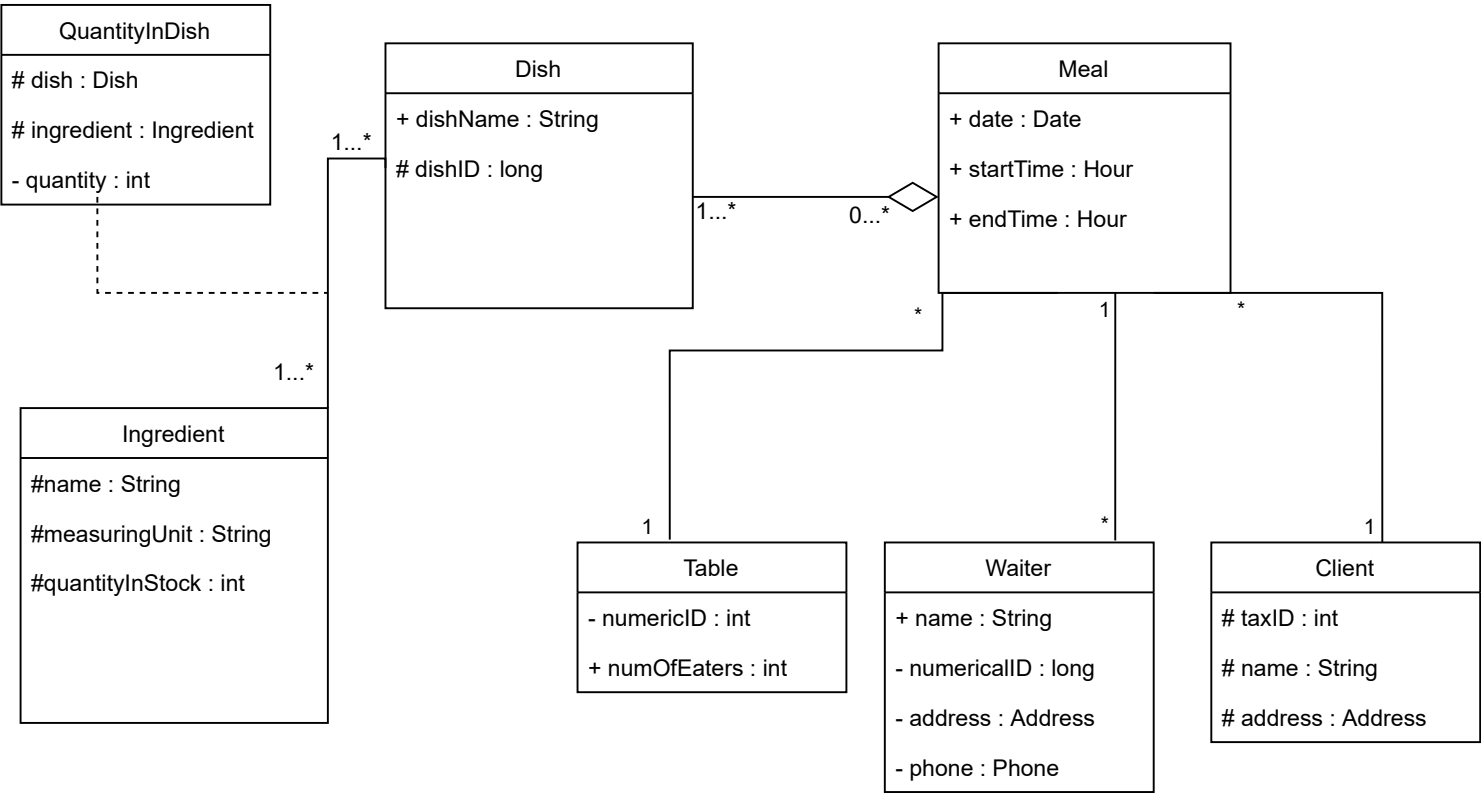 QuantityInDish
# dish : Dish
# ingredient : Ingredient
- quantity : int
Dish
+ dishName : String
# dishID : long
Meal
+ date : Date
+ startTime : Hour
+ endTime : Hour
1...*
1...*
0...*
1...*
*
1
*
1
*
1
Ingredient
#name : String
#measuringUnit : String
#quantityInStock : int
Table
- numericID : int
+ numOfEaters : int
Waiter
+ name : String
- numericalID : long
- address : Address
- phone : Phone
Client
# taxID : int
# name : String
# address : Address